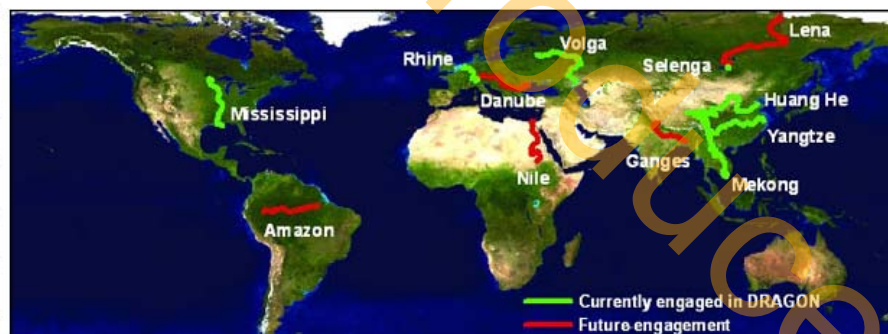 Lena
Volga
Rhine
Selenga
Danube
Huang He
Mississippi
Yangtze
Ganges
Nile
Mekong
Amazon
Currently engaged in DRAGON
Future engagement